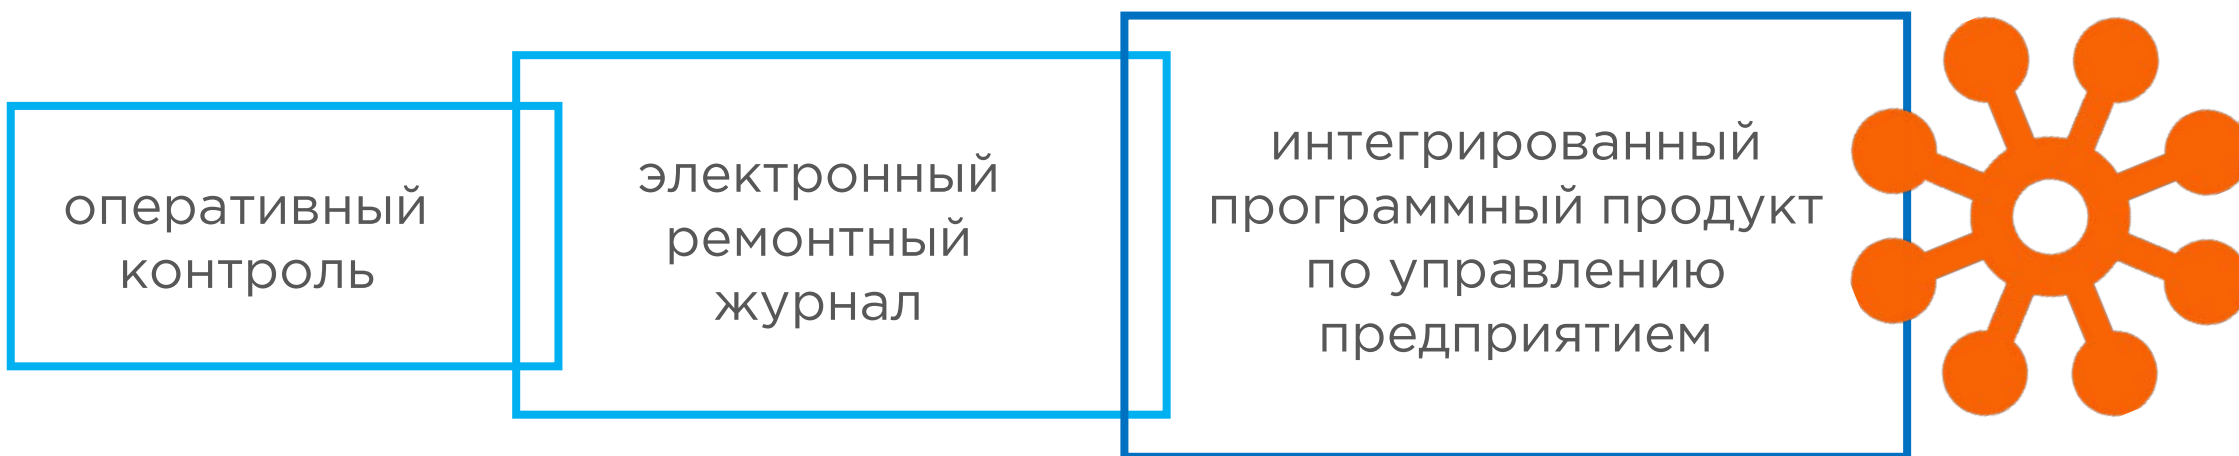 оперативный
контроль
электронный
ремонтный
журнал
интегрированный
программный продукт
по управлению
предприятием